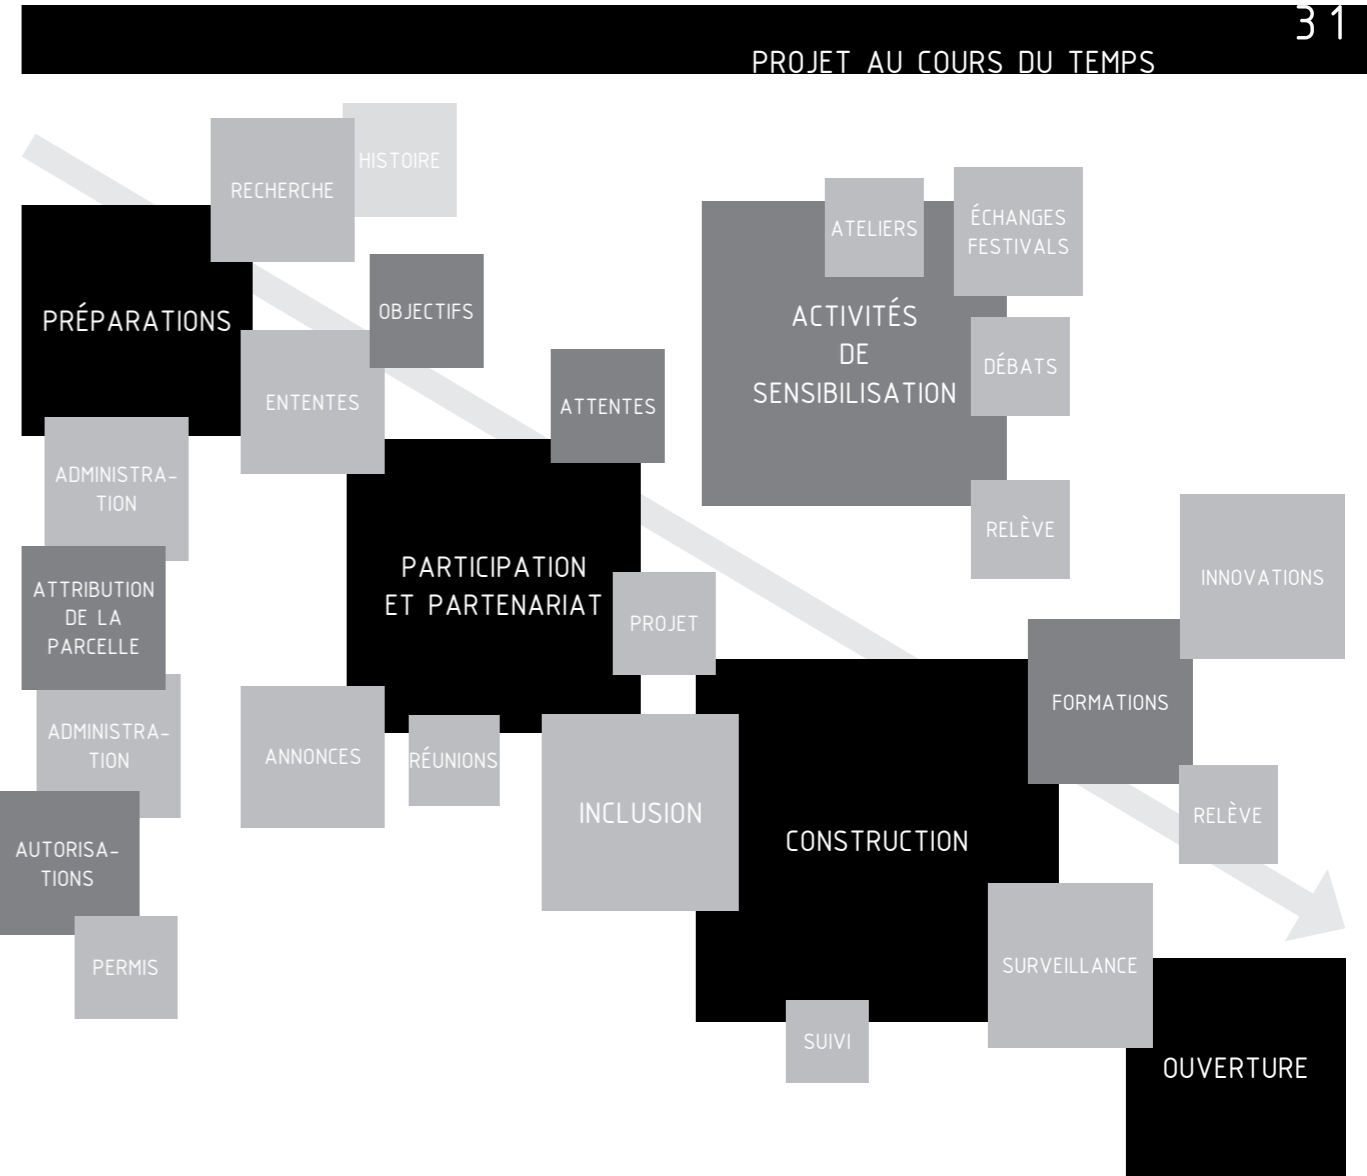 31
PROJET AU COURS DU TEMPS
HISTOIRE
RECHERCHE
PRÉPARATIONS
OBJECTIFS
ENTENTES
ATTENTES
ATELIERS
ÉCHANGES
FESTIVALS
ACTIVITÉS
DE
SENSIBILISATION
DÉBATS
RELÈVE
ADMINISTRA-
TION
ATTRIBUTION
DE LA
PARCELLE
ADMINISTRA-
TION
AUTORISA-
TIONS
PERMIS
PARTICIPATION
ET PARTENARIAT
PROJET
ANNONCES
RÉUNIONS
INCLUSION
CONSTRUCTION
INNOVATIONS
FORMATIONS
RELÈVE
SURVEILLANCE
SUIVI
OUVERTURE